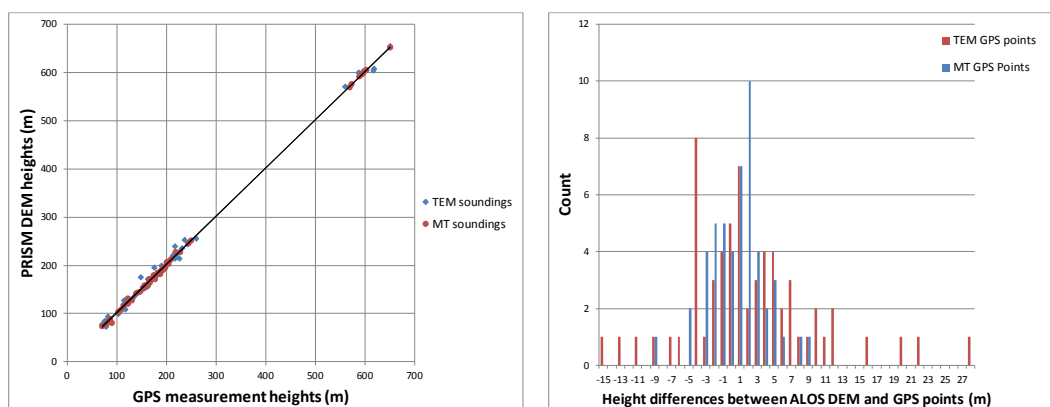 700
600
500
400
300
200
100
0
0 100 200 300 400 500 600 700
PRISM DEM heights (m)
GPS measurement heights (m)
TEM soundings
MT soundings
12
10
8
6
4
2
0
-15 -13 -11 -9 -7 -5 -3 -1 1 3 5 7 9 11 13 15 17 19 21 23 25 27
Count
Height differences between ALOS DEM and GPS points (m)
TEM GPS points
MT GPS Points